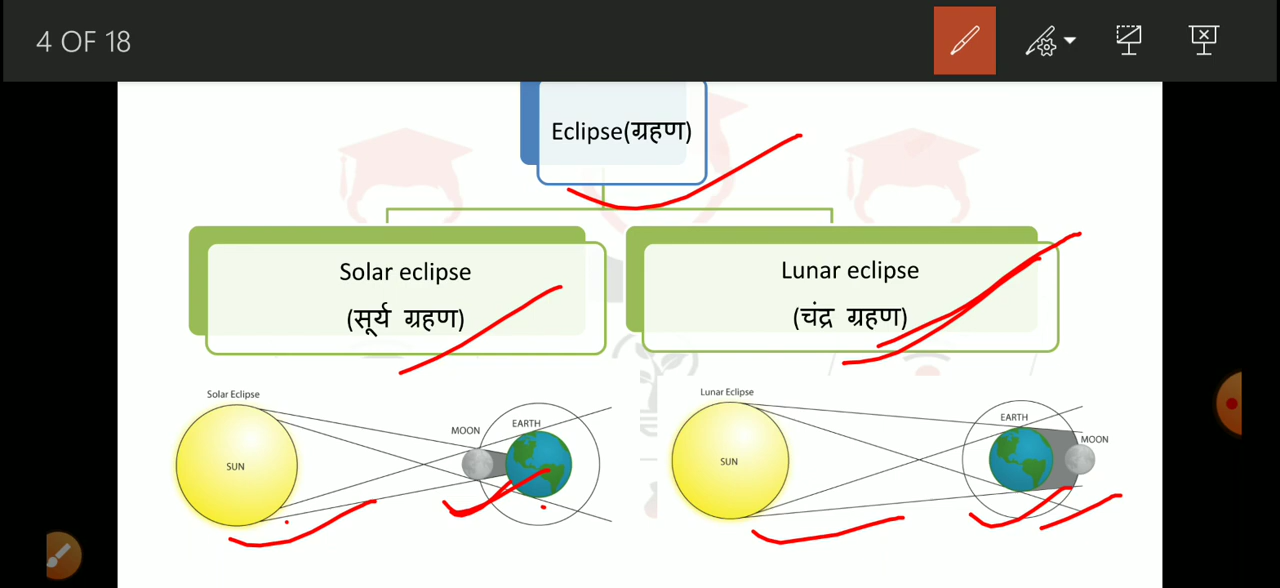 4 OF 18
Eclipse(ग्रहण)
Solar eclipse
(सूर्य ग्रहण)
Lunar eclipse
(चंद्र ग्रहण)
Solar Eclipse
SUN
MOON
EARTH
Lunar Eclipse
SUN
EARTH
MOON